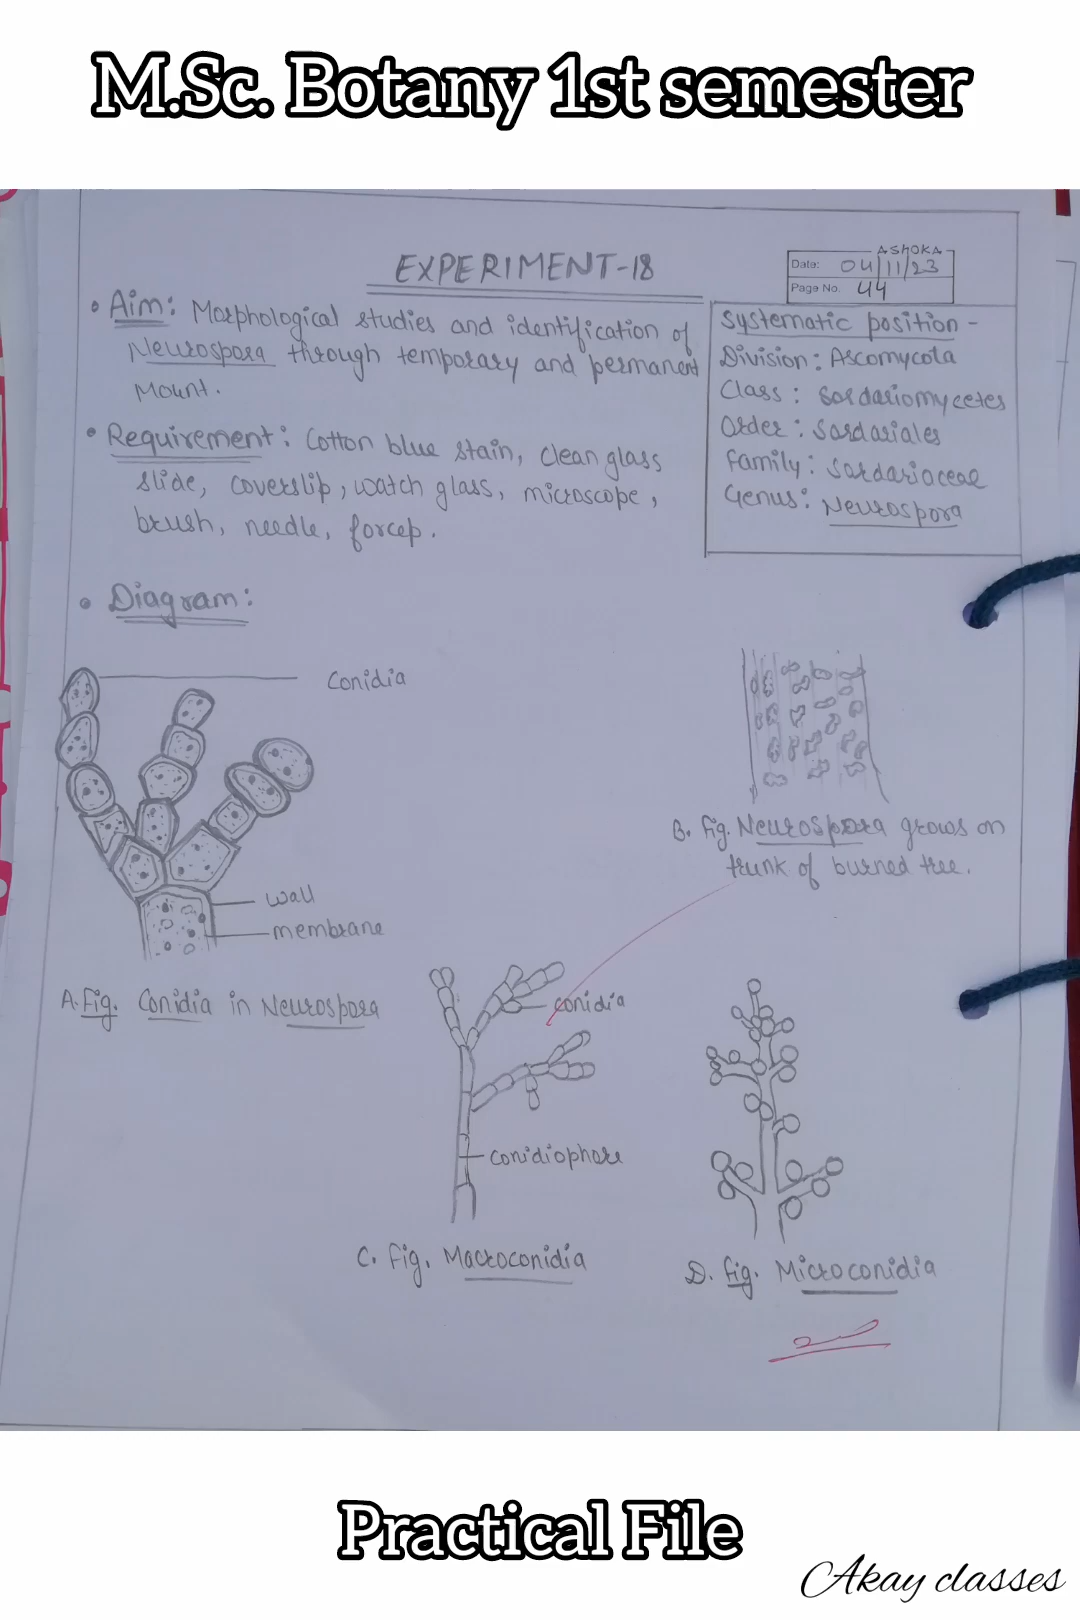 M.Sc. Botany 1st semester
EXPERIMENT-18
ASHOKA
Date: 04/11/23
Page No. 44
• Aim: Morphological studies and identification of
Neurospora through temporary and permanent
Mount.
• Requirement: Cotton blue stain, clean glass
slide, coverslip, watch glass, microscope,
brush, needle, forcep.
Systematic position -
Division: Ascomycota
Class: Sordariomycetes
Order: Sordariales
family: Sordariaceae
Genus: Neurospora
• Diagram:
Conidia
wall
membrane
A. Fig. Conidia in Neurospora
B. Fig. Neurospora grows on
trunk of burned tree.
conidia
conidiophore
C. Fig. Macroconidia
D. fig. Microconidia
Practical File
Akay classes